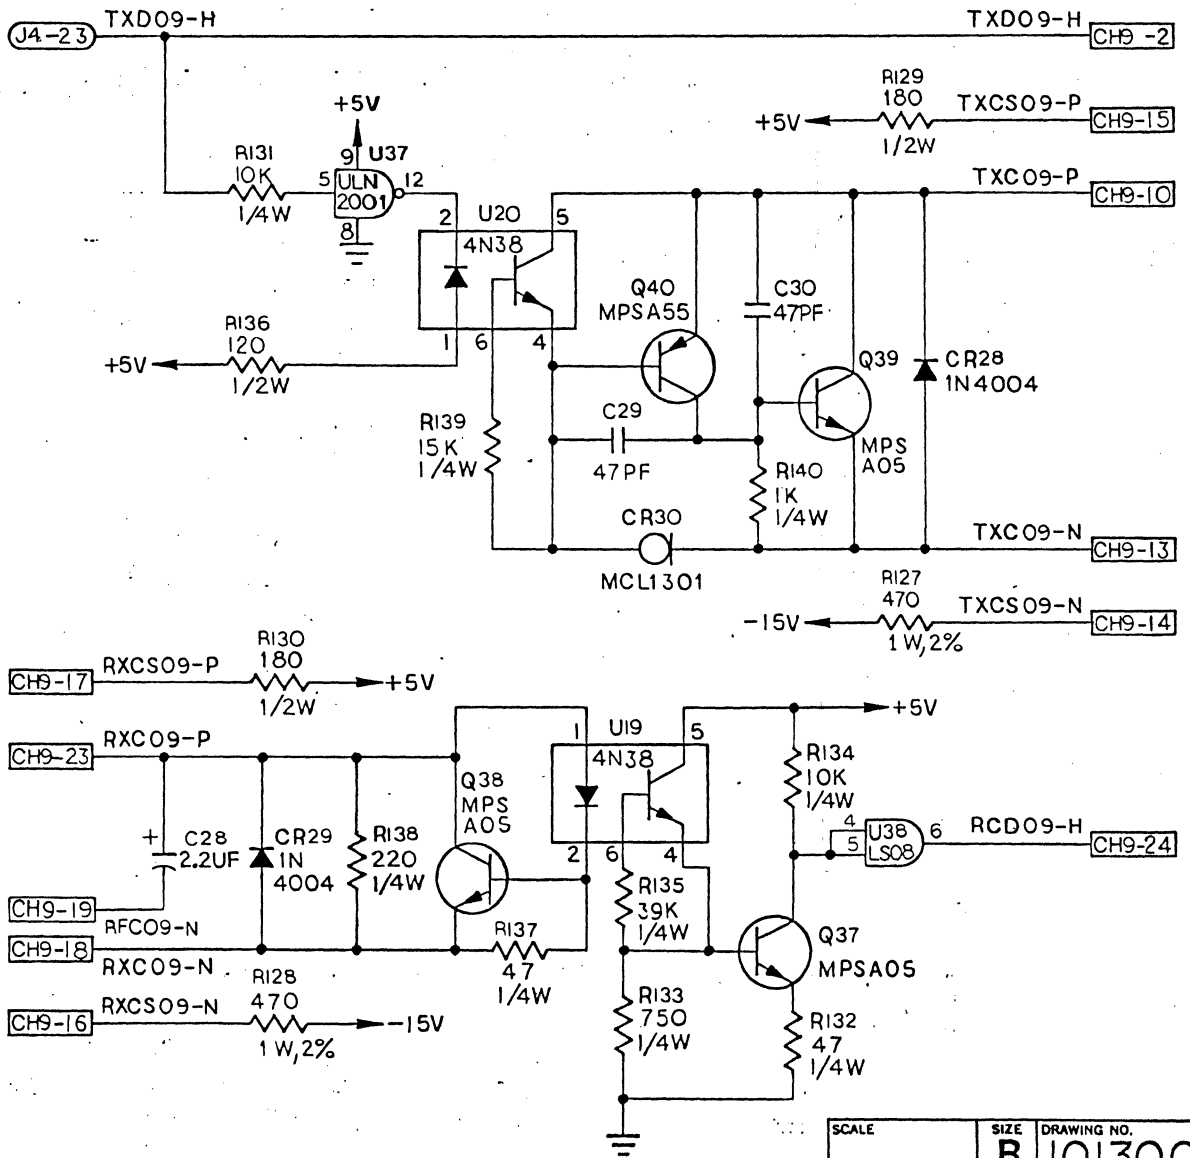 TXD09-H
TXD09-H
J4-23
CH9-2
R129
180
TXCS09-P
+5V
CH9-15
1/2W
+5V
9
U37
R131
10K
1/4W
5
ULN
2001
12
8
TXC09-P
CH9-10
2
U20
5
4N38
1
6
4
R136
120
+5V
1/2W
Q40
MPSA55
C30
47PF
Q39
MPS
A05
CR28
1N4004
R139
15K
1/4W
C29
47PF
R140
1K
1/4W
CR30
MCL1301
TXC09-N
CH9-13
R127
470
TXCS09-N
-15V
CH9-14
1W,2%
R130
180
RXCS09-P
CH9-17
+5V
1/2W
RXC09-P
CH9-23
1
U19
5
+5V
4N38
2
6
4
Q38
MPS
A05
R134
10K
1/4W
C28
2.2UF
+
CR29
1N
4004
R138
220
1/4W
4
5
U38
LS08
6
RCD09-H
CH9-24
CH9-19
RFC09-N
CH9-18
RXC09-N
R137
47
1/4W
R135
39K
1/4W
Q37
MPSA05
R128
470
RXCS09-N
CH9-16
-15V
1W,2%
R133
750
1/4W
R132
47
1/4W
SCALE
SIZE
B
DRAWING NO.